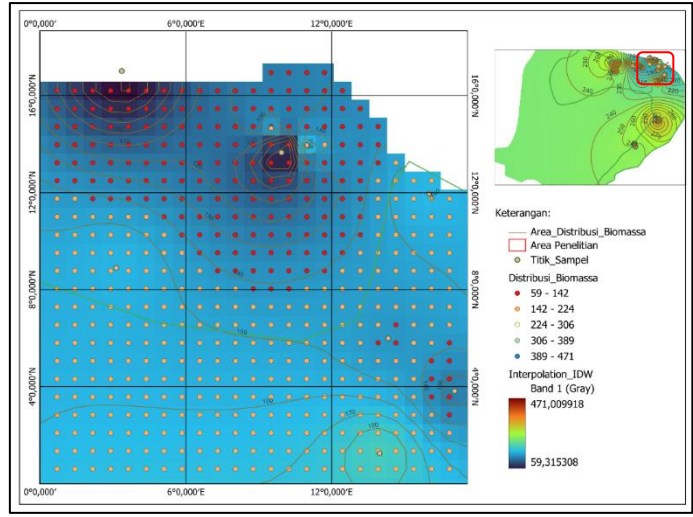 0°0,000'E 6°0,000'E 12°0,000'E
16°0,000'N 16°0,000'N
12°0,000'N 12°0,000'N
8°0,000'N 8°0,000'N
4°0,000'N 4°0,000'N
0°0,000' 6°0,000'E 12°0,000'E
Keterangan:
Area_Distribusi_Biomassa
Area Penelitian
Titik_Sampel
Distribusi_Biomassa
59 - 142
142 - 224
224 - 306
306 - 389
389 - 471
Interpolation_IDW
Band 1 (Gray)
471,009918
59,315308